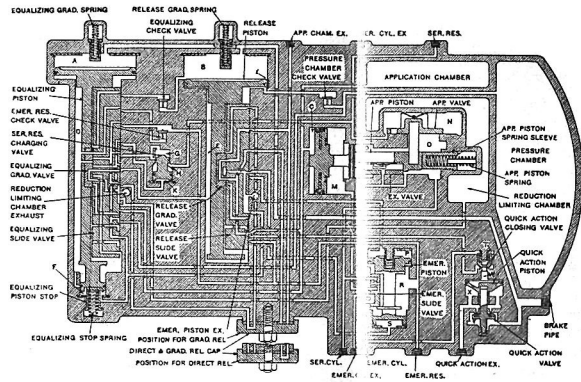 EQUALIZING GRAD. SPRING
RELEASE GRAD. SPRING
EQUALIZING
CHECK VALVE
RELEASE
PISTON
APP. CHAM. EX.
ER. CYL. EX.
SER. RES.
A
B
PRESSURE
CHAMBER
CHECK VALVE
APPLICATION CHAMBER
EQUALIZING
PISTON
EMER. RES.
CHECK VALVE
SER. RES.
CHARGING
VALVE
EQUALIZING
GRAD. VALVE
REDUCTION
LIMITING
CHAMBER
EXHAUST
EQUALIZING
SLIDE VALVE
APP. PISTON
APP. VALVE
N
O
M
APP. PISTON
SPRING SLEEVE
PRESSURE
CHAMBER
APP. PISTON
SPRING
REDUCTION
LIMITING CHAMBER
EX. VALVE
RELEASE
GRAD.
VALVE
RELEASE
SLIDE VALVE
QUICK ACTION
CLOSING VALVE
QUICK
ACTION
PISTON
EMER.
PISTON
EMER.
SLIDE
VALVE
P
R
S
F
EQUALIZING
PISTON STOP
EQUALIZING STOP SPRING
EMER. PISTON EX.
POSITION FOR GRAD. REL.
DIRECT & GRAD. REL. CAP
POSITION FOR DIRECT REL.
BRAKE
PIPE
QUICK
ACTION
VALVE
SER. CYL.
EMER. CYL.
QUICK ACTION EX.
EMER. C
EX.
EMER. RES.